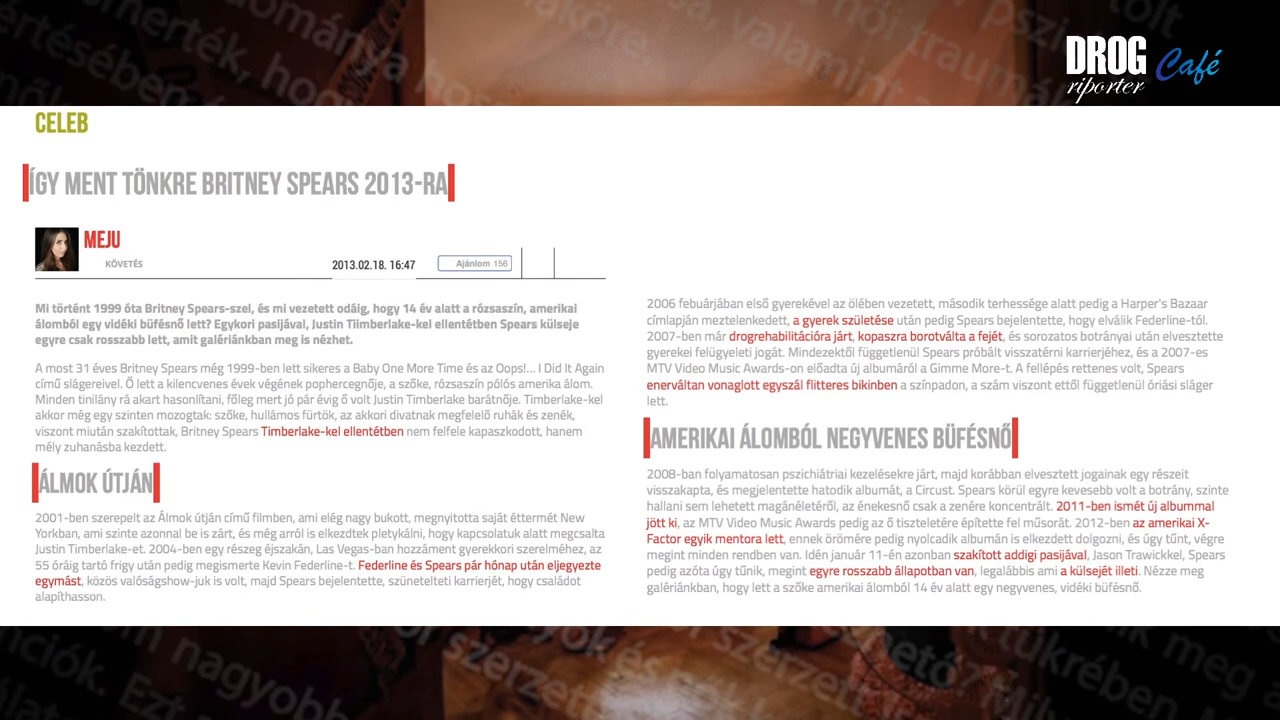 DROG
riporter Café
CELEB
ÍGY MENT TÖNKRE BRITNEY SPEARS 2013-RA
MEJU
KÖVETÉS
2013.02.18. 16:47
Ajánlom 156
Mi történt 1999 óta Britney Spears-szel, és mi vezetett odáig, hogy 14 év alatt a rózsaszín, amerikai
álomból egy vidéki büfésnő lett? Egykori pasijával, Justin Tiimberlake-kel ellentétben Spears külseje
egyre csak rosszabb lett, amit galériánkban meg is nézhet.
A most 31 éves Britney Spears még 1999-ben lett sikeres a Baby One More Time és az Oops!... I Did It Again
című slágereivel. Ő lett a kilencvenes évek végének pophercegnője, a szőke, rózsaszín pólós amerika álom.
Minden tinilány rá akart hasonlítani, főleg mert jó pár évig ő volt Justin Timberlake barátnője. Timberlake-kel
akkor még egy szinten mozogtak: szőke, hullámos fürtök, az akkori divatnak megfelelő ruhák és zenék,
viszont miután szakítottak, Britney Spears Timberlake-kel ellentétben nem felfele kapaszkodott, hanem
mély zuhanásba kezdett.
ÁLMOK ÚTJÁN
2001-ben szerepelt az Álmok útján című filmben, ami elég nagy bukott, megnyitotta saját éttermét New
Yorkban, ami szinte azonnal be is zárt, és még arról is elkezdtek pletykálni, hogy kapcsolatuk alatt megcsalta
Justin Timberlake-et. 2004-ben egy részeg éjszakán, Las Vegas-ban hozzáment gyerekkori szerelméhez, az
55 óráig tartó frigy után pedig megismerte Kevin Federline-t. Federline és Spears pár hónap után eljegyezte
egymást, közös valóságshow-juk is volt, majd Spears bejelentette, szünetelteti karrierjét, hogy családot
alapíthasson.
2006 febuárjában első gyerekével az ölében vezetett, második terhessége alatt pedig a Harper's Bazaar
címlapján meztelenkedett, a gyerek születése után pedig Spears bejelentette, hogy elválik Federline-tól.
2007-ben már drogrehabilitációra járt, kopaszra borotválta a fejét, és sorozatos botrányai után elvesztette
gyerekei felügyeleti jogát. Mindezektől függetlenül Spears próbált visszatérni karrierjéhez, és a 2007-es
MTV Video Music Awards-on előadta új albumáról a Gimme More-t. A fellépés rettenes volt, Spears
enerváltan vonaglott egyszál flitteres bikinben a színpadon, a szám viszont ettől függetlenül óriási sláger
lett.
AMERIKAI ÁLOMBÓL NEGYVENES BÜFÉSNŐ
2008-ban folyamatosan pszichiátriai kezelésekre járt, majd korábban elvesztett jogainak egy részeit
visszakapta, és megjelentette hatodik albumát, a Circust. Spears körül egyre kevesebb volt a botrány, szinte
hallani sem lehetett magánéletéről, az énekesnő csak a zenére koncentrált. 2011-ben ismét új albummal
jött ki, az MTV Video Music Awards pedig az ő tiszteletére építette fel műsorát. 2012-ben az amerikai X-
Factor egyik mentora lett, ennek örömére pedig nyolcadik albumán is elkezdett dolgozni, és úgy tűnt, végre
megint minden rendben van. Idén január 11-én azonban szakított addigi pasijával, Jason Trawickkel, Spears
pedig azóta úgy tűnik, megint egyre rosszabb állapotban van, legalábbis ami a külsejét illeti. Nézze meg
galériánkban, hogy lett a szőke amerikai álomból 14 év alatt egy negyvenes, vidéki büfésnő.